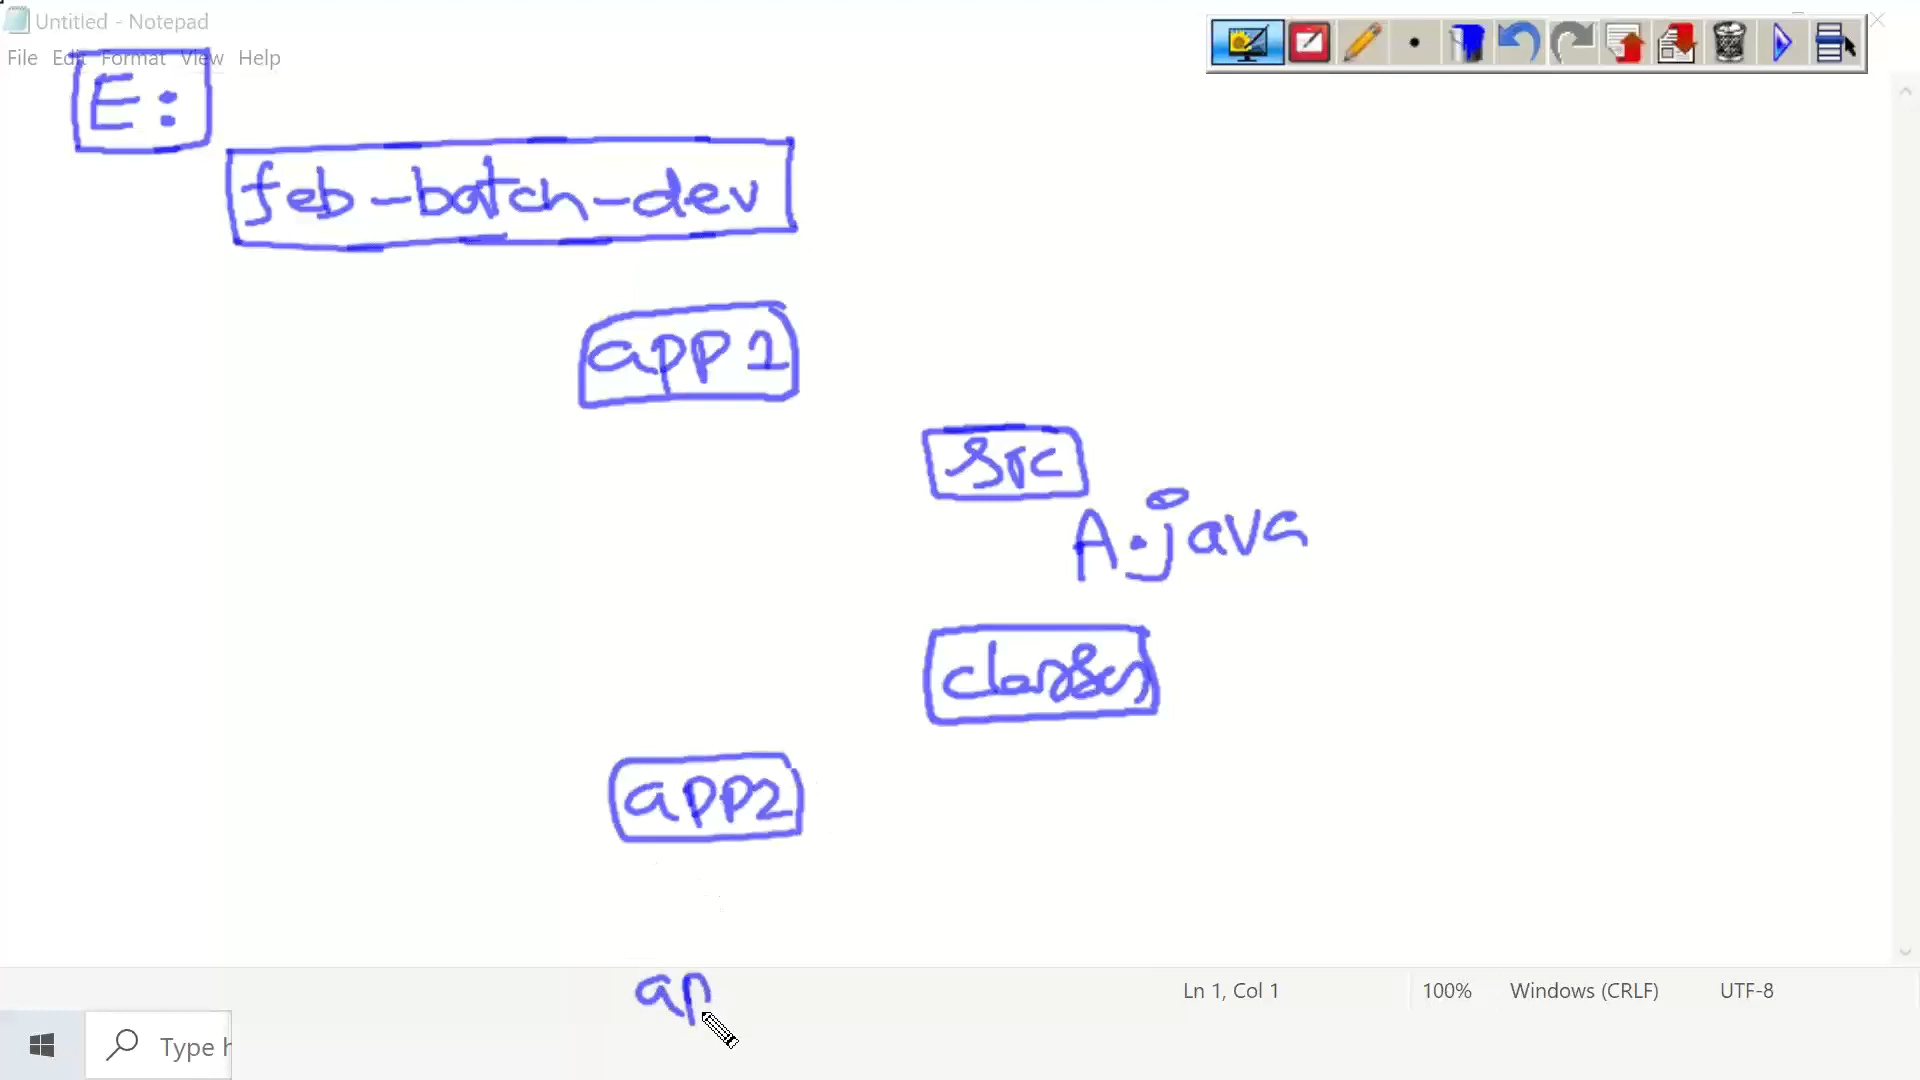 Untitled - Notepad
File Edit Format View Help
E:
feb-batch-dev
app1
src
A.java
classes
app2
ap
Ln 1, Col 1 100% Windows (CRLF) UTF-8
Type h